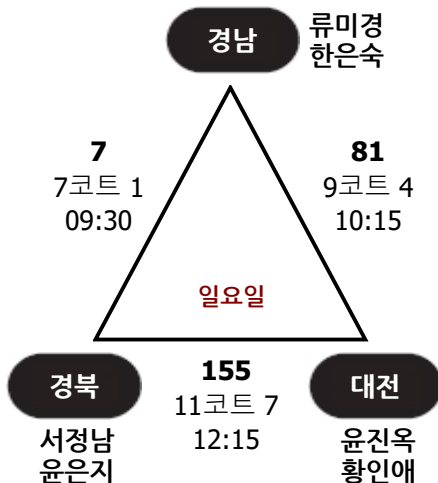 경남
류미경
한은숙
7
7코트 1
09:30
81
9코트 4
10:15
일요일
경북
서정남
윤은지
155
11코트 7
12:15
대전
윤진옥
황인애